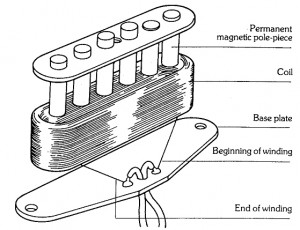 Permanent
magnetic pole-piece
Coil
Base plate
Beginning of winding
End of winding